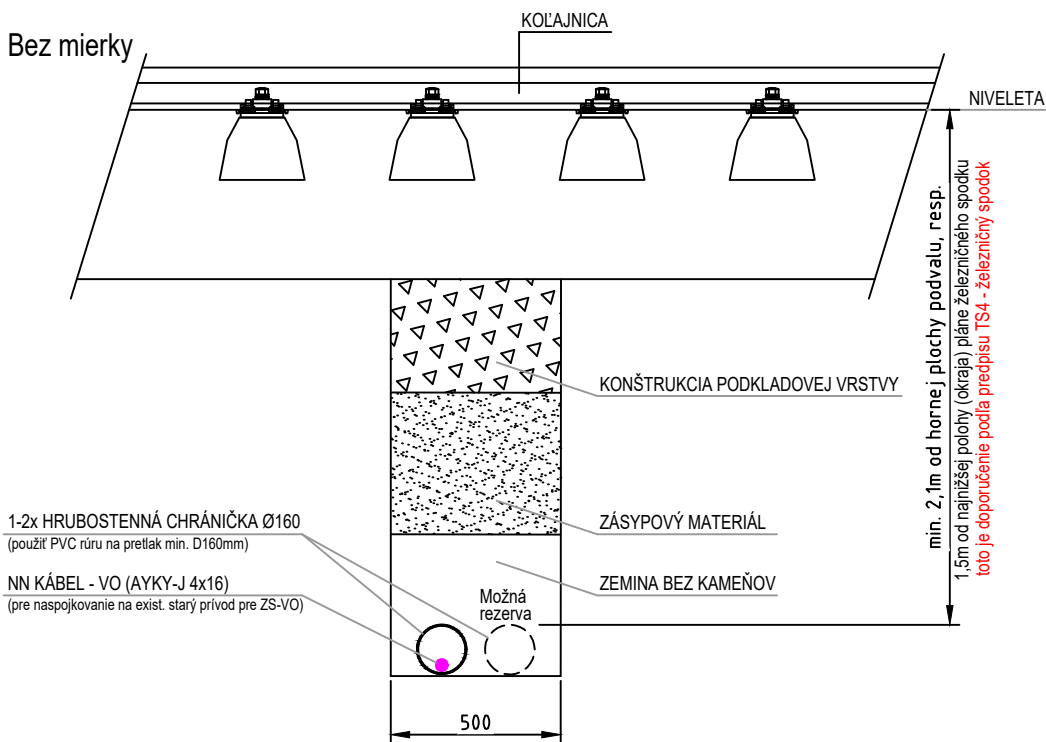 KOĽAJNICA
Bez mierky
NIVELETA
min. 2,1m od hornej plochy podvalu, resp.
1,5m od najnižšej polohy (okraja) pláne železničného spodku
toto je doporučenie podľa predpisu TS4 - železničný spodok
KONŠTRUKCIA PODKLADOVEJ VRSTVY
1-2x HRUBOSTENNÁ CHRÁNIČKA Ø160
(použiť PVC rúru na pretlak min. D160mm)
ZÁSYPOVÝ MATERIÁL
NN KÁBEL - VO (AYKY-J 4x16)
(pre naspojkovanie na exist. starý prívod pre ZS-VO)
ZEMINA BEZ KAMEŇOV
Možná
rezerva
500